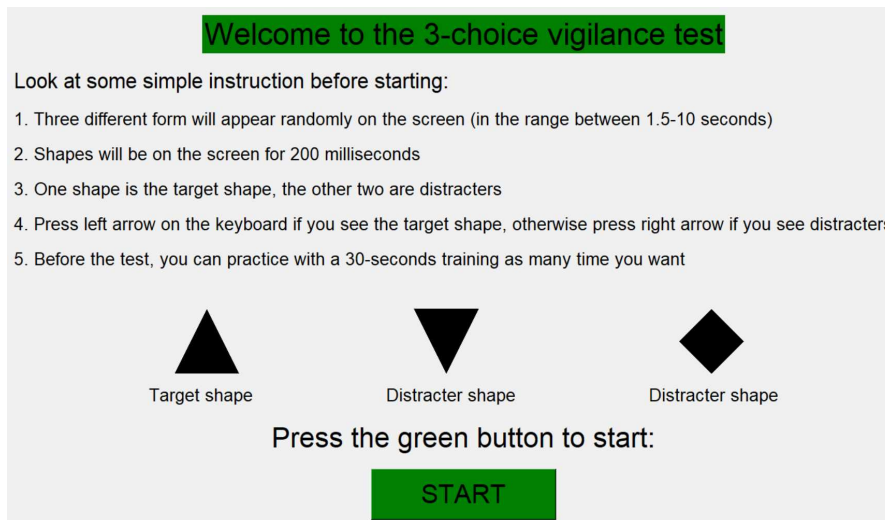 Welcome to the 3-choice vigilance test
Look at some simple instruction before starting:
1. Three different form will appear randomly on the screen (in the range between 1.5-10 seconds)
2. Shapes will be on the screen for 200 milliseconds
3. One shape is the target shape, the other two are distracters
4. Press left arrow on the keyboard if you see the target shape, otherwise press right arrow if you see distracters
5. Before the test, you can practice with a 30-seconds training as many time you want
Target shape
Distracter shape
Distracter shape
Press the green button to start:
START